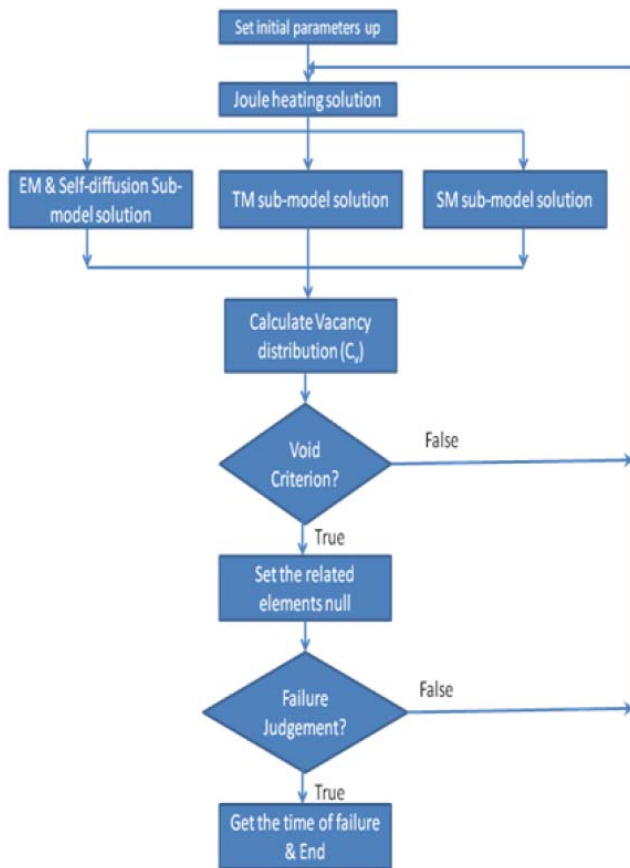 Set initial parameters up
Joule heating solution
EM & Self-diffusion Sub-
model solution
TM sub-model solution
SM sub-model solution
Calculate Vacancy
distribution (Cv)
Void
Criterion?
False
True
Set the related
elements null
Failure
Judgement?
False
True
Get the time of failure
& End